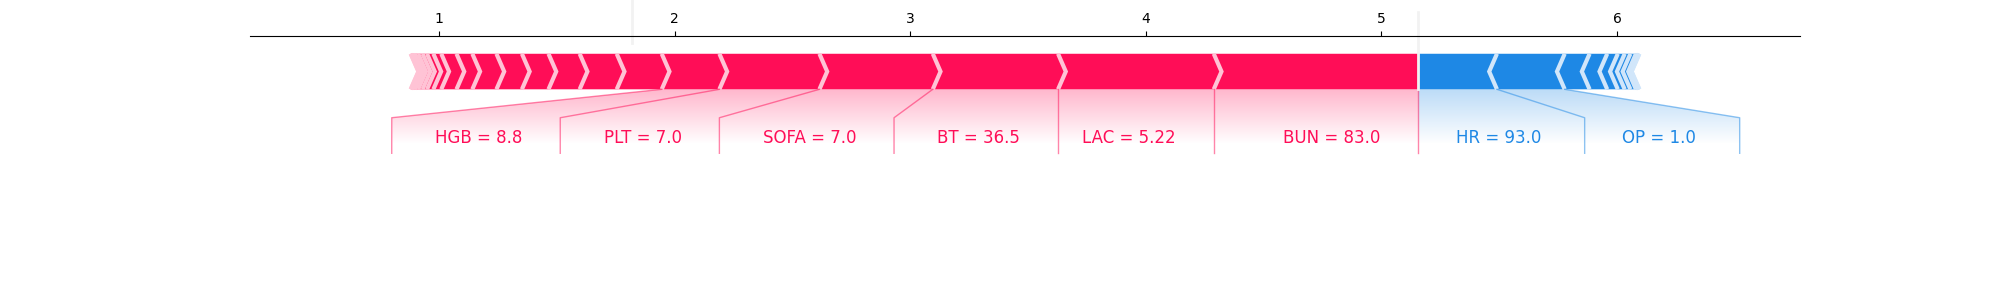 1 2 3 4 5 6
HGB = 8.8 PLT = 7.0 SOFA = 7.0 BT = 36.5 LAC = 5.22 BUN = 83.0 HR = 93.0 OP = 1.0